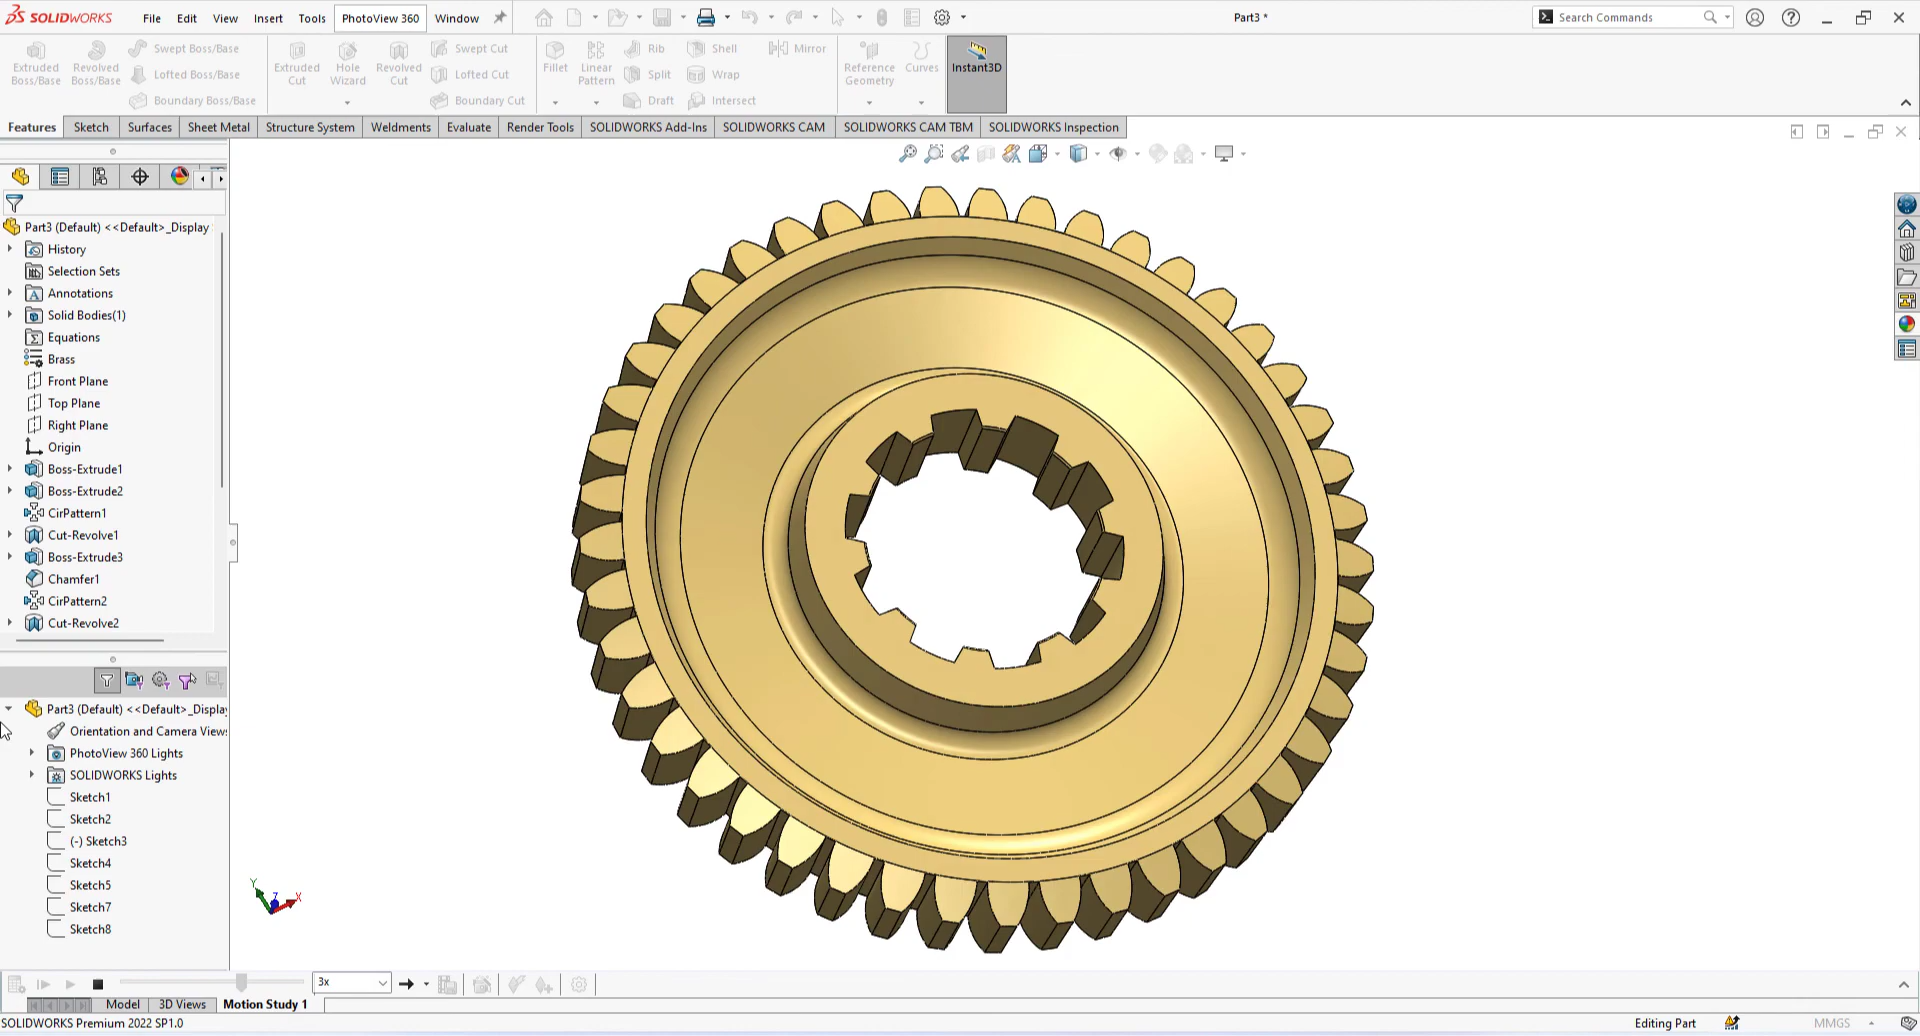 SOLIDWORKS File Edit View Insert Tools PhotoView 360 Window Part3 * Search Commands
Extruded Boss/Base
Revolved Boss/Base
Swept Boss/Base
Lofted Boss/Base
Boundary Boss/Base
Extruded Cut
Hole Wizard
Revolved Cut
Swept Cut
Lofted Cut
Boundary Cut
Fillet
Linear Pattern
Rib
Split
Draft
Shell
Wrap
Intersect
Mirror
Reference Geometry
Curves
Instant3D
Features Sketch Surfaces Sheet Metal Structure System Weldments Evaluate Render Tools SOLIDWORKS Add-Ins SOLIDWORKS CAM SOLIDWORKS CAM TBM SOLIDWORKS Inspection
Part3 (Default) <<Default>_Display
History
Selection Sets
Annotations
Solid Bodies(1)
Equations
Brass
Front Plane
Top Plane
Right Plane
Origin
Boss-Extrude1
Boss-Extrude2
CirPattern1
Cut-Revolve1
Boss-Extrude3
Chamfer1
CirPattern2
Cut-Revolve2
Part3 (Default) <<Default>_Display
Orientation and Camera Views
PhotoView 360 Lights
SOLIDWORKS Lights
Sketch1
Sketch2
(-) Sketch3
Sketch4
Sketch5
Sketch7
Sketch8
Y
Z
X
3x
Model 3D Views Motion Study 1
SOLIDWORKS Premium 2022 SP1.0 Editing Part MMGS